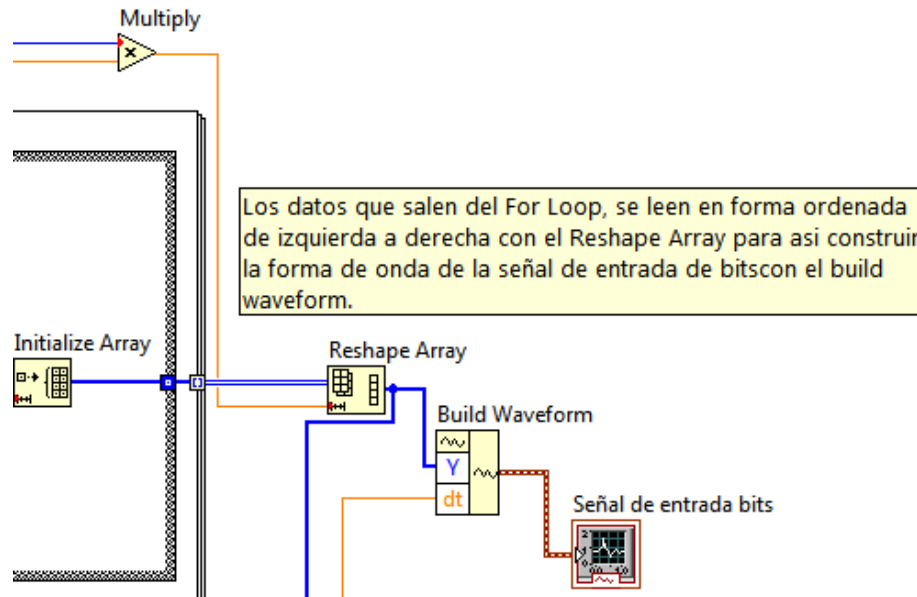 Multiply
Los datos que salen del For Loop, se leen en forma ordenada
de izquierda a derecha con el Reshape Array para asi construir
la forma de onda de la señal de entrada de bitscon el build
waveform.
Initialize Array
Reshape Array
Build Waveform
Y
dt
Señal de entrada bits